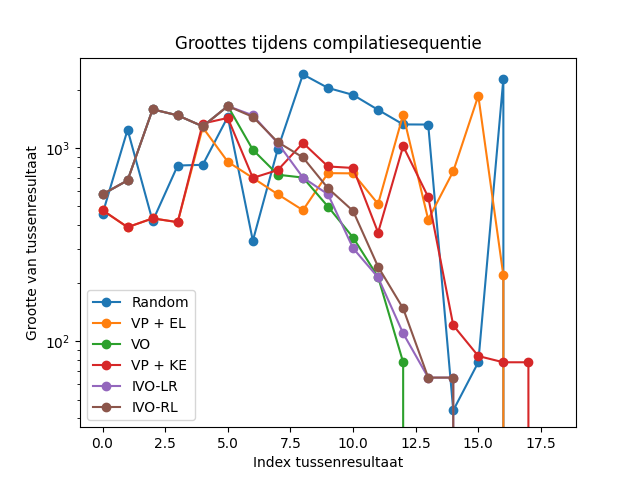 Groottes tijdens compilatiesequentie
Grootte van tussenresultaat
10³
10²
Random
VP + EL
VO
VP + KE
IVO-LR
IVO-RL
0.0 2.5 5.0 7.5 10.0 12.5 15.0 17.5
Index tussenresultaat